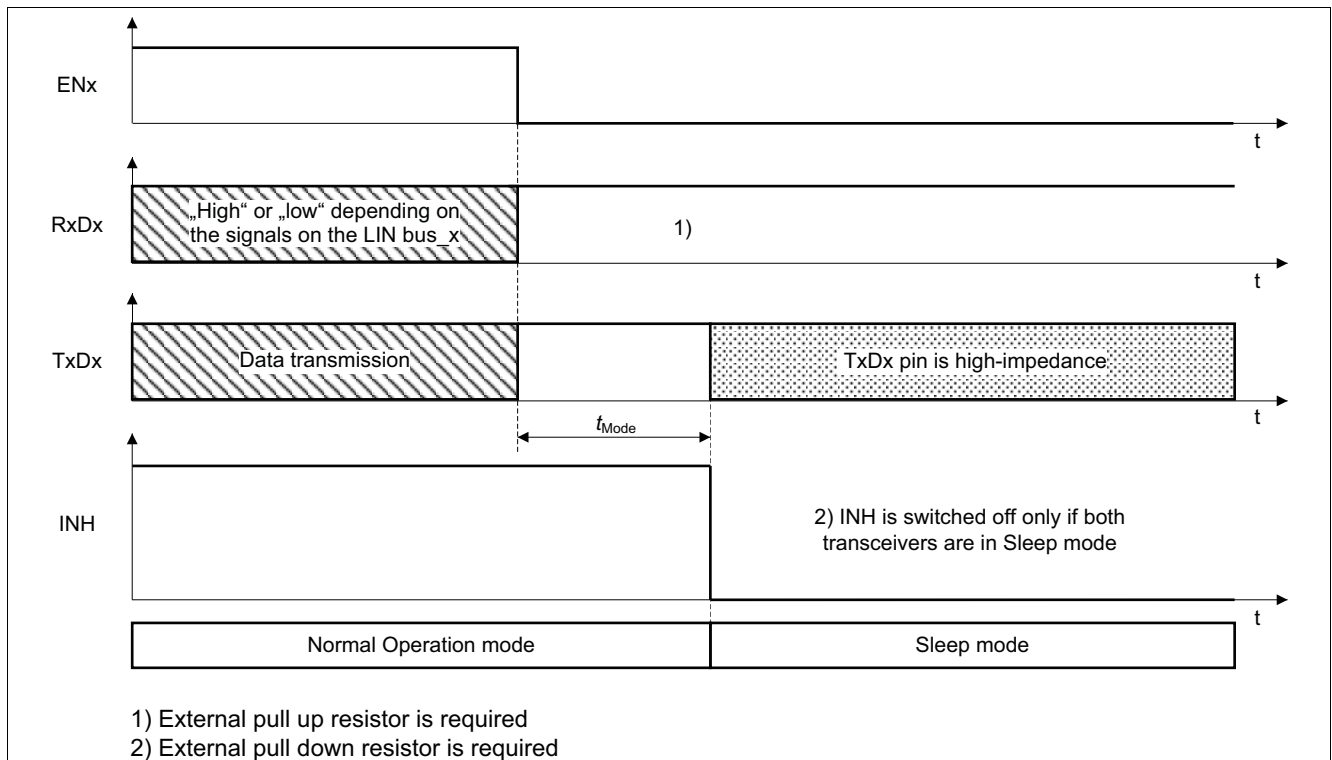 ENx
t
RxDx
„High“ or „low“ depending on
the signals on the LIN bus_x
1)
t
TxDx
Data transmission
TxDx pin is high-impedance
t
tMode
INH
2) INH is switched off only if both
transceivers are in Sleep mode
t
Normal Operation mode
Sleep mode
1) External pull up resistor is required
2) External pull down resistor is required